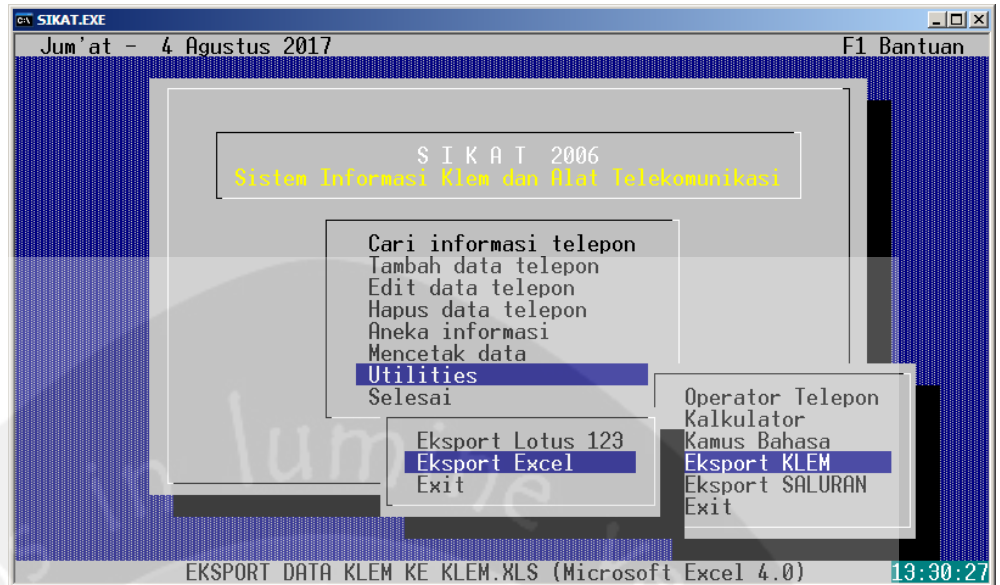 SIKAT.EXE
Jum'at - 4 Agustus 2017 F1 Bantuan
S I K A T 2006
Sistem Informasi Klem dan Alat Telekomunikasi
Cari informasi telepon
Tambah data telepon
Edit data telepon
Hapus data telepon
Aneka informasi
Mencetak data
Utilities
Selesai
Eksport Lotus 123
Eksport Excel
Exit
Operator Telepon
Kalkulator
Kamus Bahasa
Eksport KLEM
Eksport SALURAN
Exit
EKSPORT DATA KLEM KE KLEM.XLS (Microsoft Excel 4.0) 13:30:27
in lumine